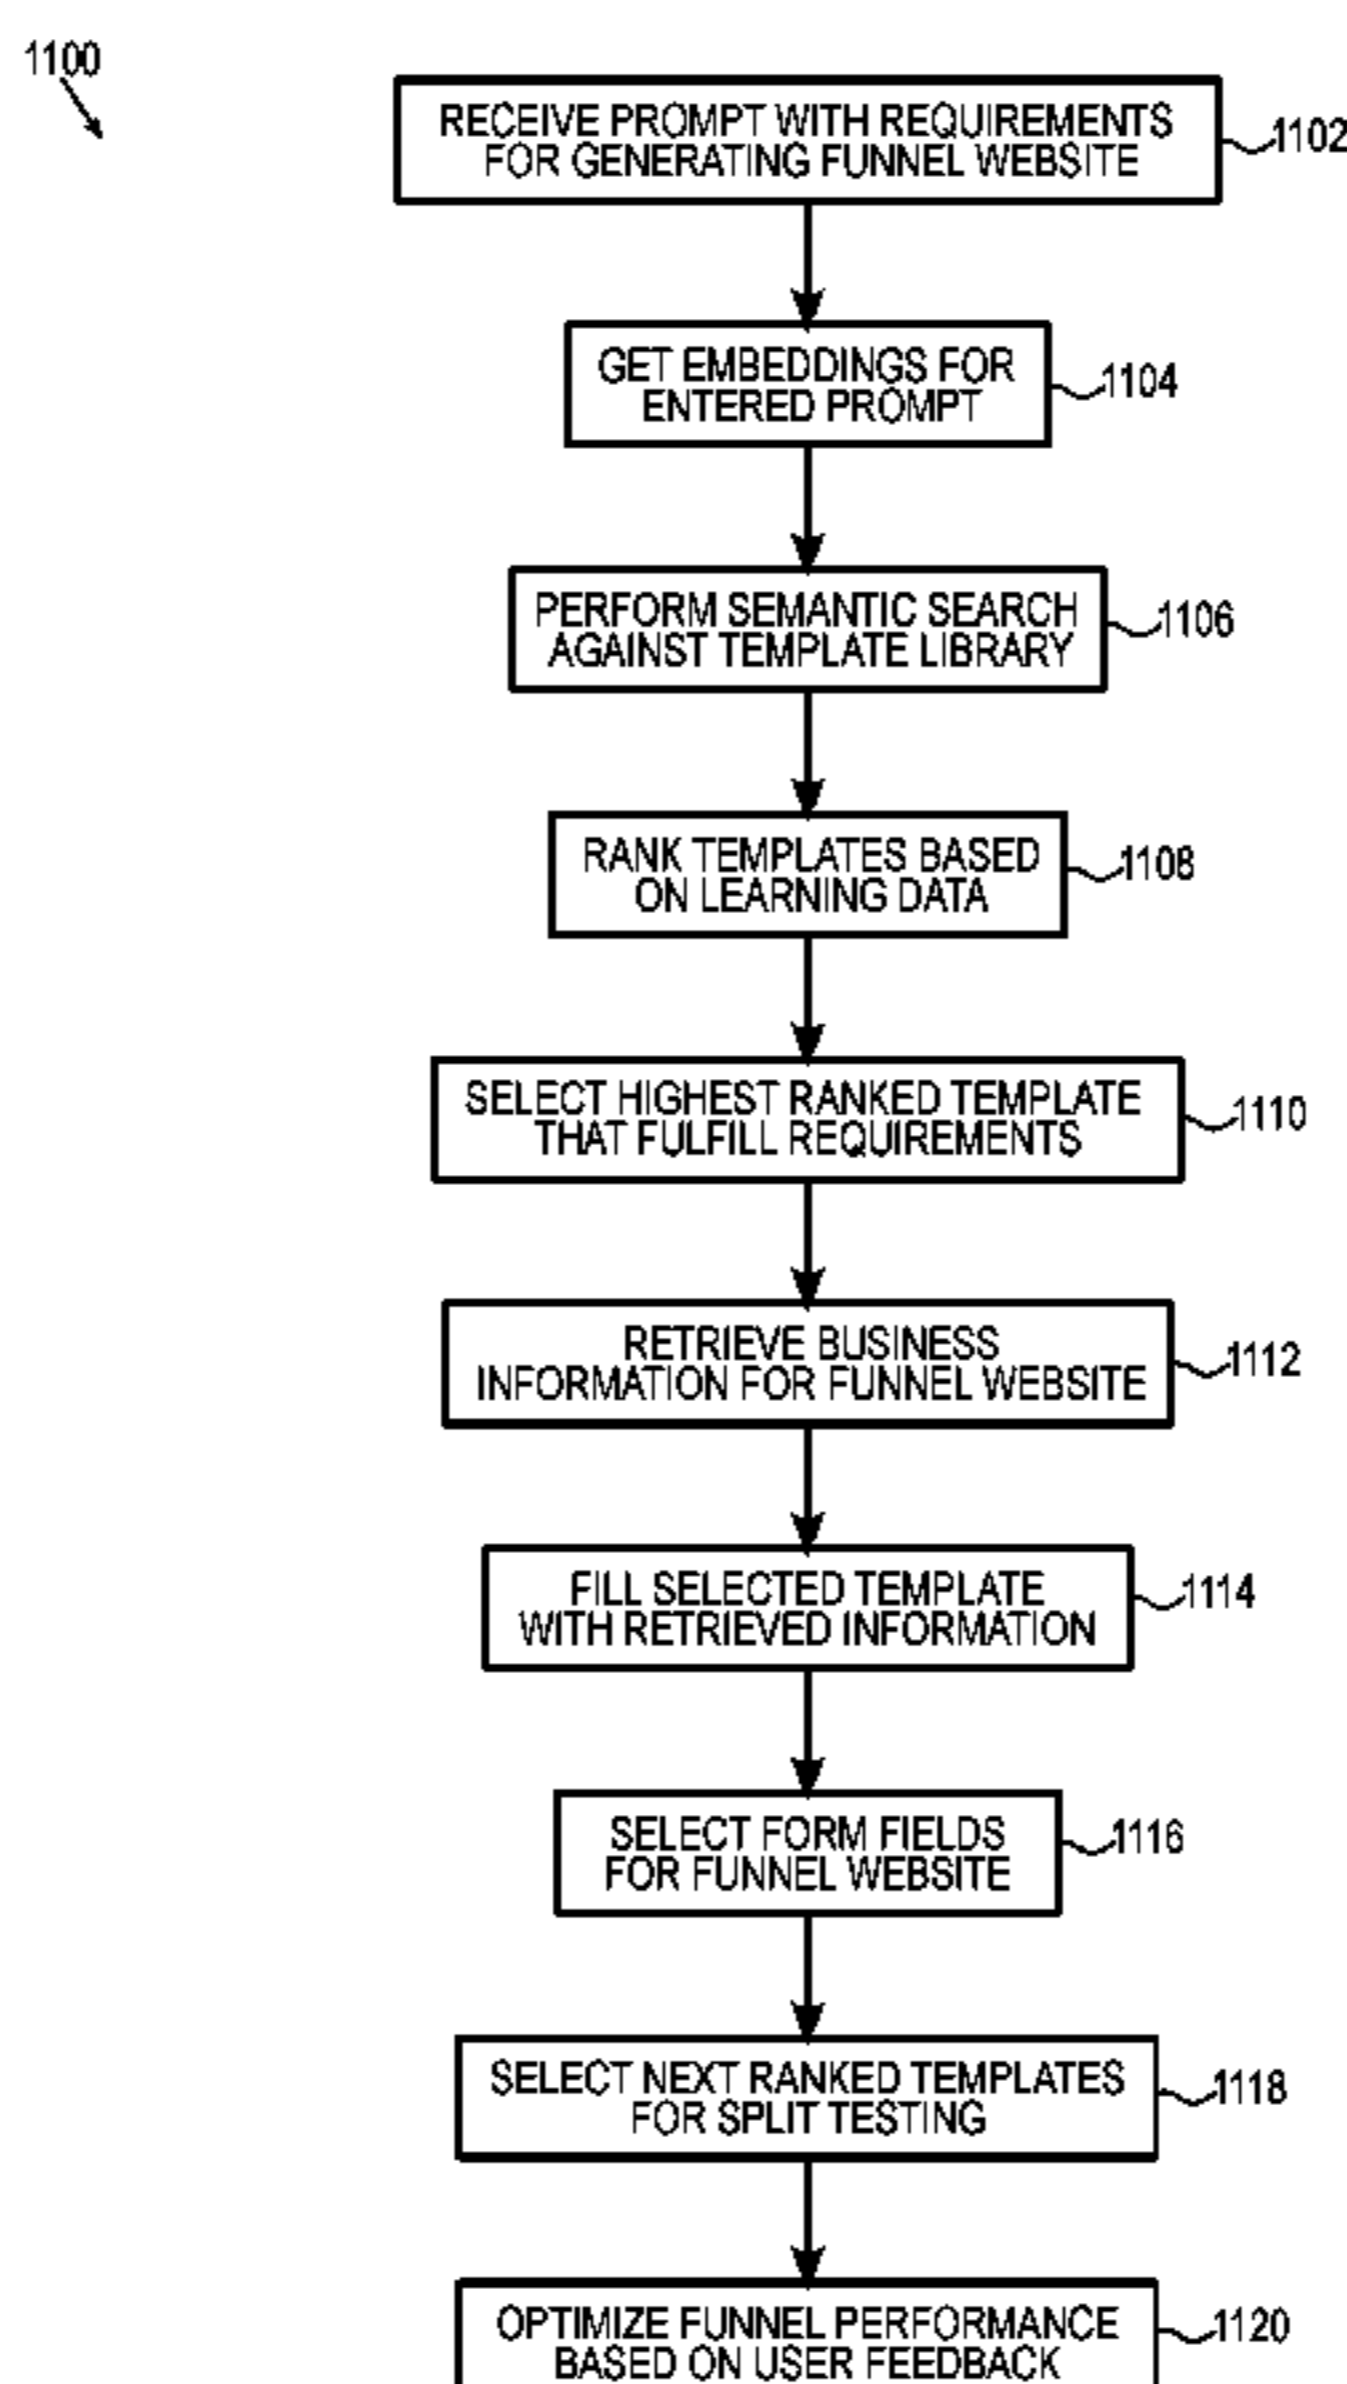 1100
RECEIVE PROMPT WITH REQUIREMENTS
FOR GENERATING FUNNEL WEBSITE
1102
GET EMBEDDINGS FOR
ENTERED PROMPT
1104
PERFORM SEMANTIC SEARCH
AGAINST TEMPLATE LIBRARY
1106
RANK TEMPLATES BASED
ON LEARNING DATA
1108
SELECT HIGHEST RANKED TEMPLATE
THAT FULFILL REQUIREMENTS
1110
RETRIEVE BUSINESS
INFORMATION FOR FUNNEL WEBSITE
1112
FILL SELECTED TEMPLATE
WITH RETRIEVED INFORMATION
1114
SELECT FORM FIELDS
FOR FUNNEL WEBSITE
1116
SELECT NEXT RANKED TEMPLATES
FOR SPLIT TESTING
1118
OPTIMIZE FUNNEL PERFORMANCE
BASED ON USER FEEDBACK
1120